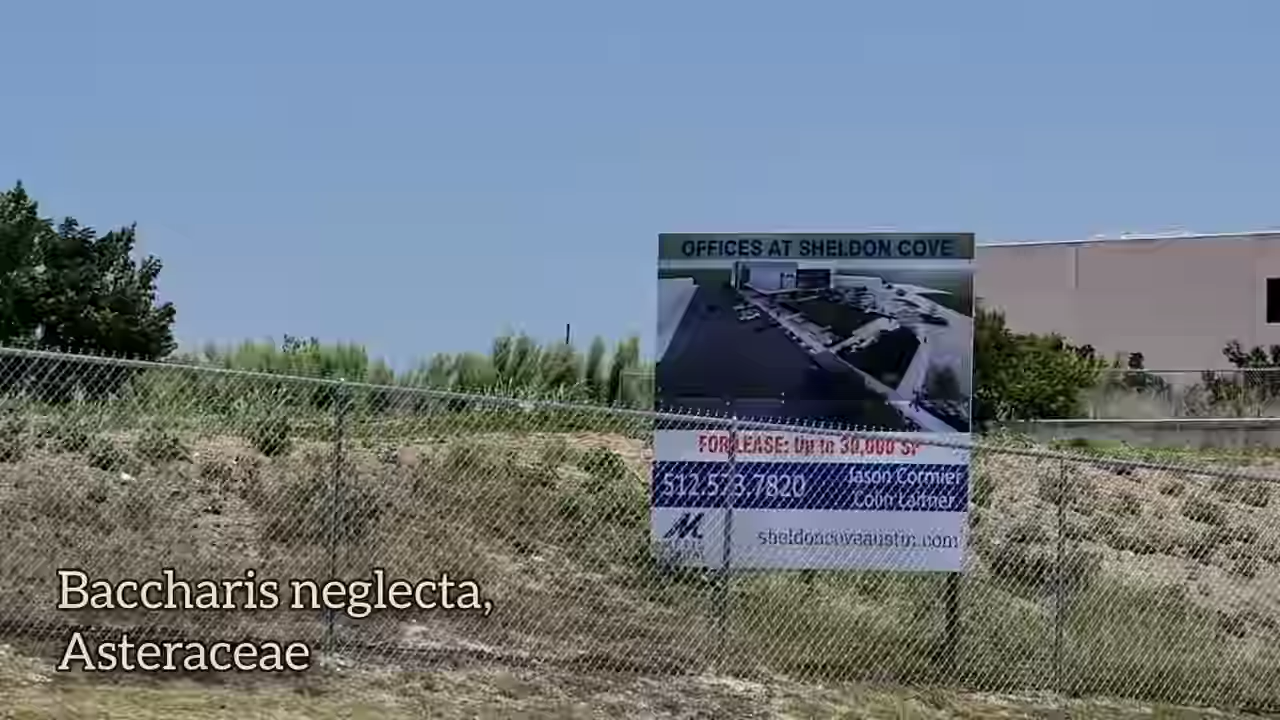 OFFICES AT SHELDON COVE
FOR LEASE: Up to 30,000 SF
512.573.7820
Jason Cormier
Colin Laitner
sheldoncoveaustin.com
Baccharis neglecta,
Asteraceae